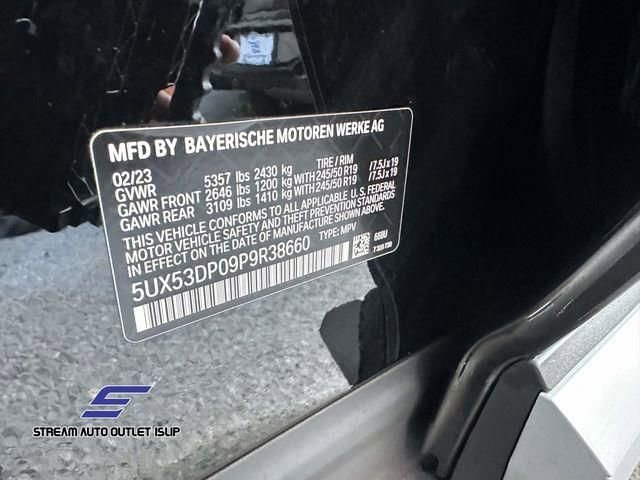 MFD BY BAYERISCHE MOTOREN WERKE AG
02/23 TIRE / RIM
GVWR 5357 lbs 2430 kg
GAWR FRONT 2646 lbs 1200 kg WITH 245/50 R19 /7.5J x 19
GAWR REAR 3109 lbs 1410 kg WITH 245/50 R19 /7.5J x 19
THIS VEHICLE CONFORMS TO ALL APPLICABLE U.S. FEDERAL
MOTOR VEHICLE SAFETY AND THEFT PREVENTION STANDARDS
IN EFFECT ON THE DATE OF MANUFACTURE SHOWN ABOVE.
5UX53DP09P9R38660 TYPE: MPV
668U
STREAM AUTO OUTLET ISLIP